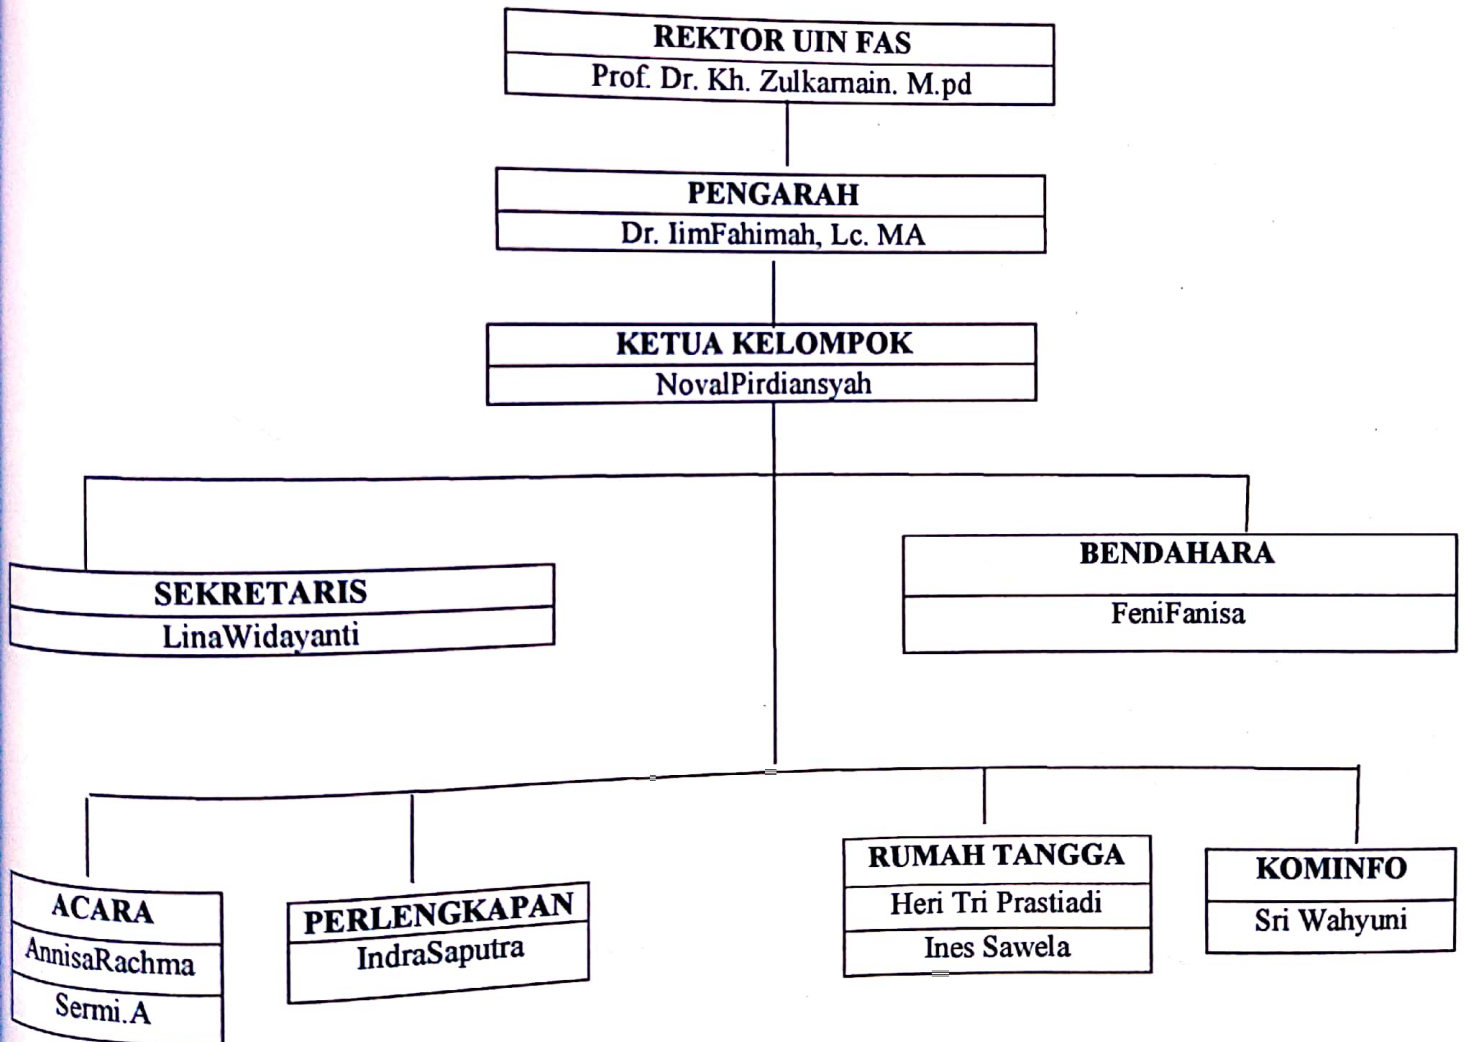 REKTOR UIN FAS
Prof. Dr. Kh. Zulkarnain. M.pd
PENGARAH
Dr. IimFahimah, Lc. MA
KETUA KELOMPOK
NovalPirdiansyah
SEKRETARIS
LinaWidayanti
BENDAHARA
FeniFanisa
ACARA
AnnisaRachma
Sermi.A
PERLENGKAPAN
IndraSaputra
RUMAH TANGGA
Heri Tri Prastiadi
Ines Sawela
KOMINFO
Sri Wahyuni